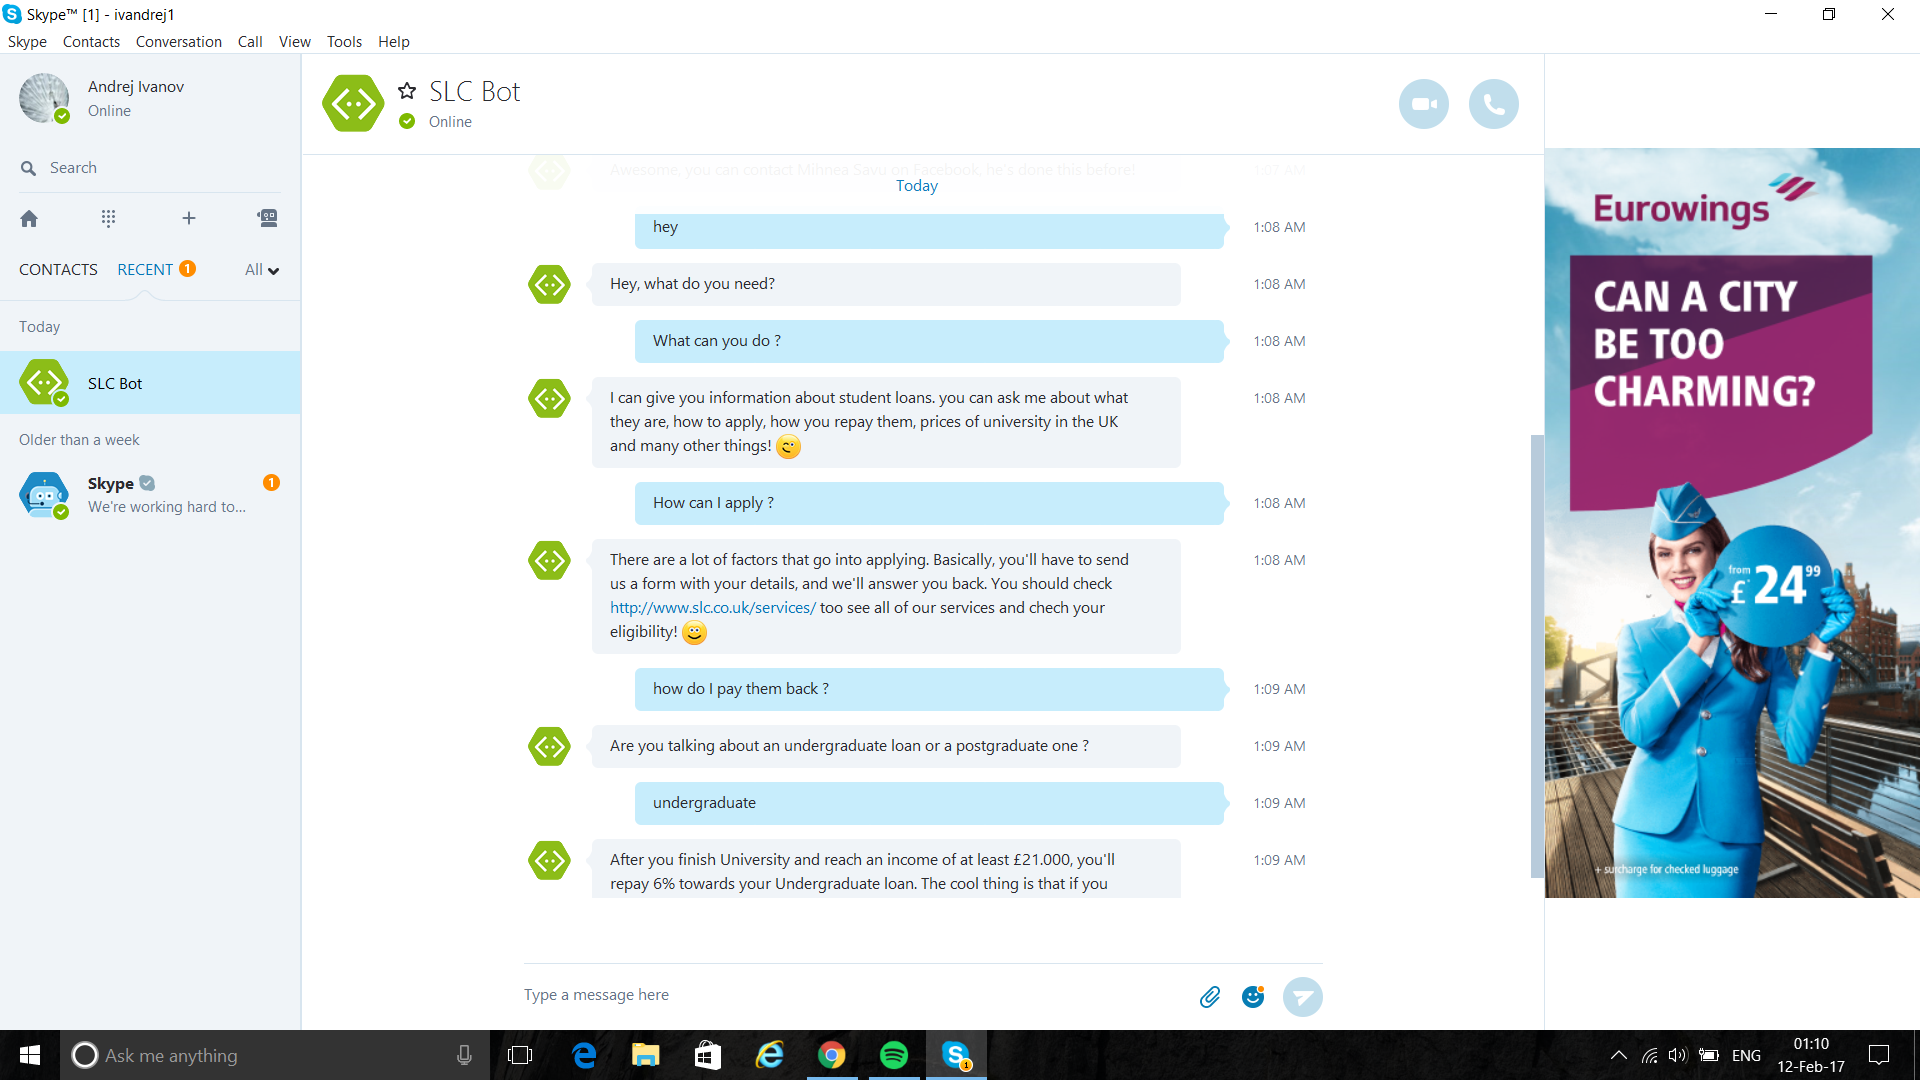 Skype™ [1] - ivandrej1
Skype Contacts Conversation Call View Tools Help
Andrej Ivanov
Online
Search
CONTACTS RECENT 1 All
Today
SLC Bot
Older than a week
Skype 1
We're working hard to...
SLC Bot
Online
Awesome, you can contact Mihnea Savu on Facebook, he's done this before! 1:07 AM
Today
hey 1:08 AM
Hey, what do you need? 1:08 AM
What can you do ? 1:08 AM
I can give you information about student loans. you can ask me about what 1:08 AM
they are, how to apply, how you repay them, prices of university in the UK
and many other things!
How can I apply ? 1:08 AM
There are a lot of factors that go into applying. Basically, you'll have to send 1:08 AM
us a form with your details, and we'll answer you back. You should check
http://www.slc.co.uk/services/ too see all of our services and chech your
eligibility!
how do I pay them back ? 1:09 AM
Are you talking about an undergraduate loan or a postgraduate one ? 1:09 AM
undergraduate 1:09 AM
After you finish University and reach an income of at least £21.000, you'll 1:09 AM
repay 6% towards your Undergraduate loan. The cool thing is that if you
Type a message here
Eurowings
CAN A CITY
BE TOO
CHARMING?
from
£24.99
+ surcharge for checked luggage
Ask me anything
ENG
01:10
12-Feb-17